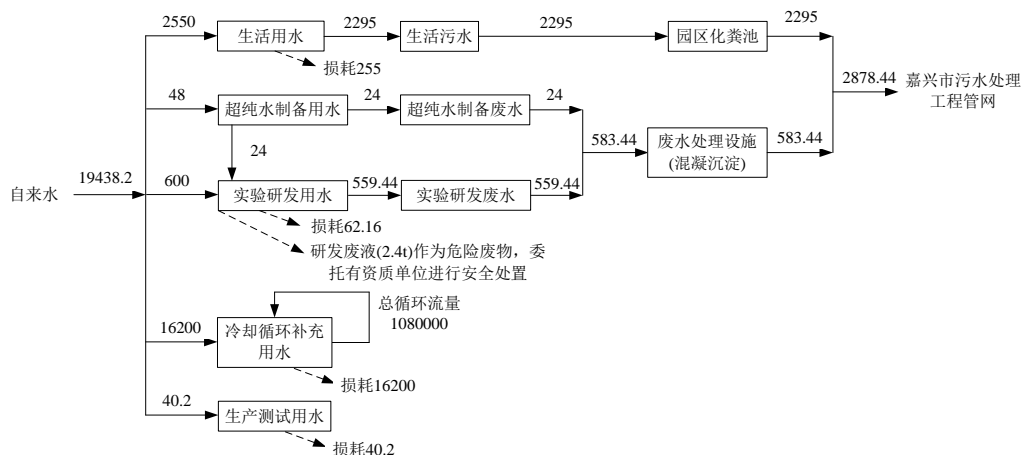 2550
生活用水
2295
生活污水
2295
园区化粪池
2295
损耗255
2878.44
嘉兴市污水处理
工程管网
48
超纯水制备用水
24
超纯水制备废水
24
24
583.44
废水处理设施
(混凝沉淀)
583.44
自来水
19438.2
600
实验研发用水
559.44
实验研发废水
559.44
损耗62.16
研发废液(2.4t)作为危险废物，委
托有资质单位进行安全处置
总循环流量
1080000
16200
冷却循环补充
用水
损耗16200
40.2
生产测试用水
损耗40.2